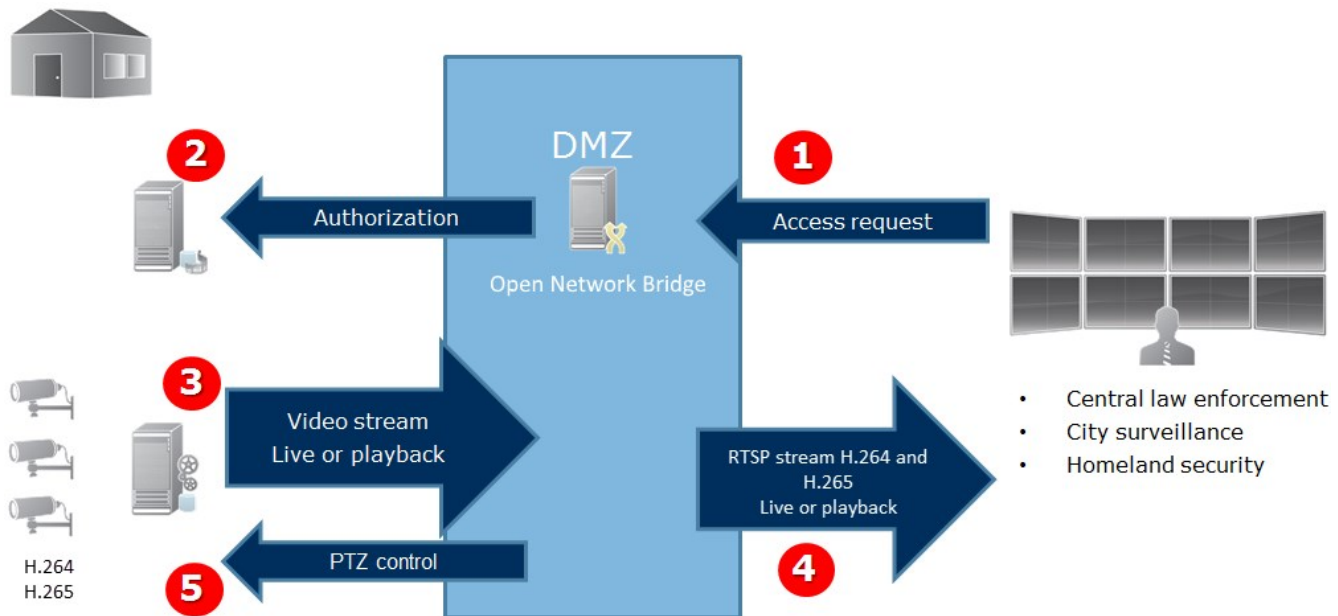 DMZ
Open Network Bridge
1
Access request
2
Authorization
3
Video stream
Live or playback
4
RTSP stream H.264 and
H.265
Live or playback
5
PTZ control
H.264
H.265
• Central law enforcement
• City surveillance
• Homeland security